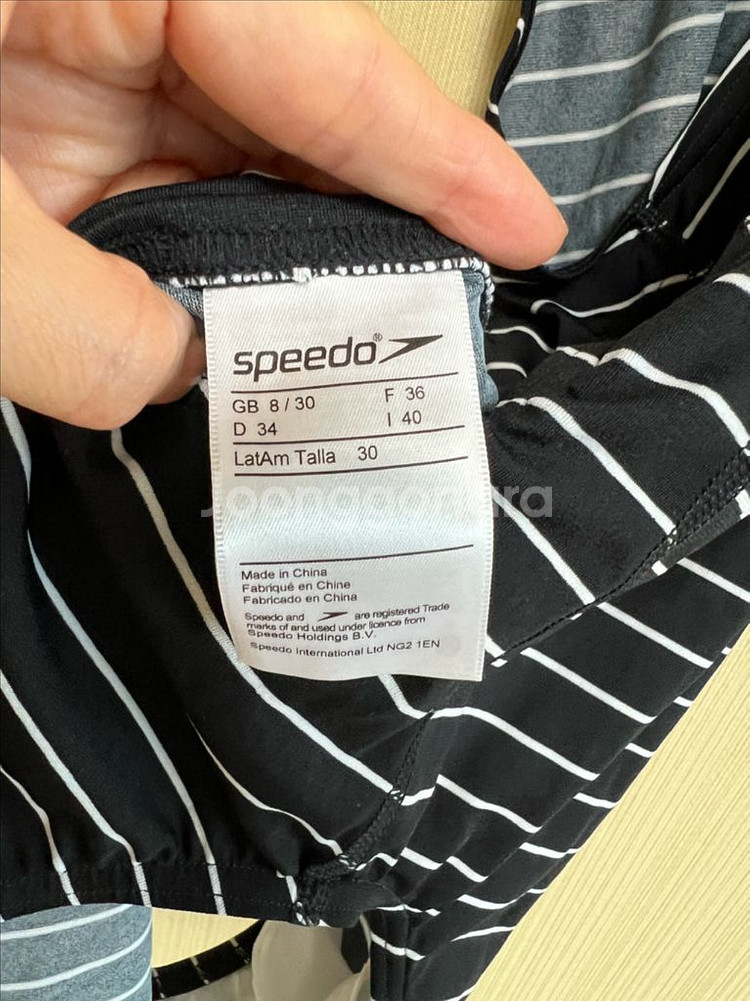 speedo®
GB 8 / 30 F 36
D 34 I 40
LatAm Talla 30
Joonggonara
Made in China
Fabriqué en Chine
Fabricado en China
Speedo and are registered Trade
marks of and used under licence from
Speedo Holdings B.V.
Speedo International Ltd NG2 1EN